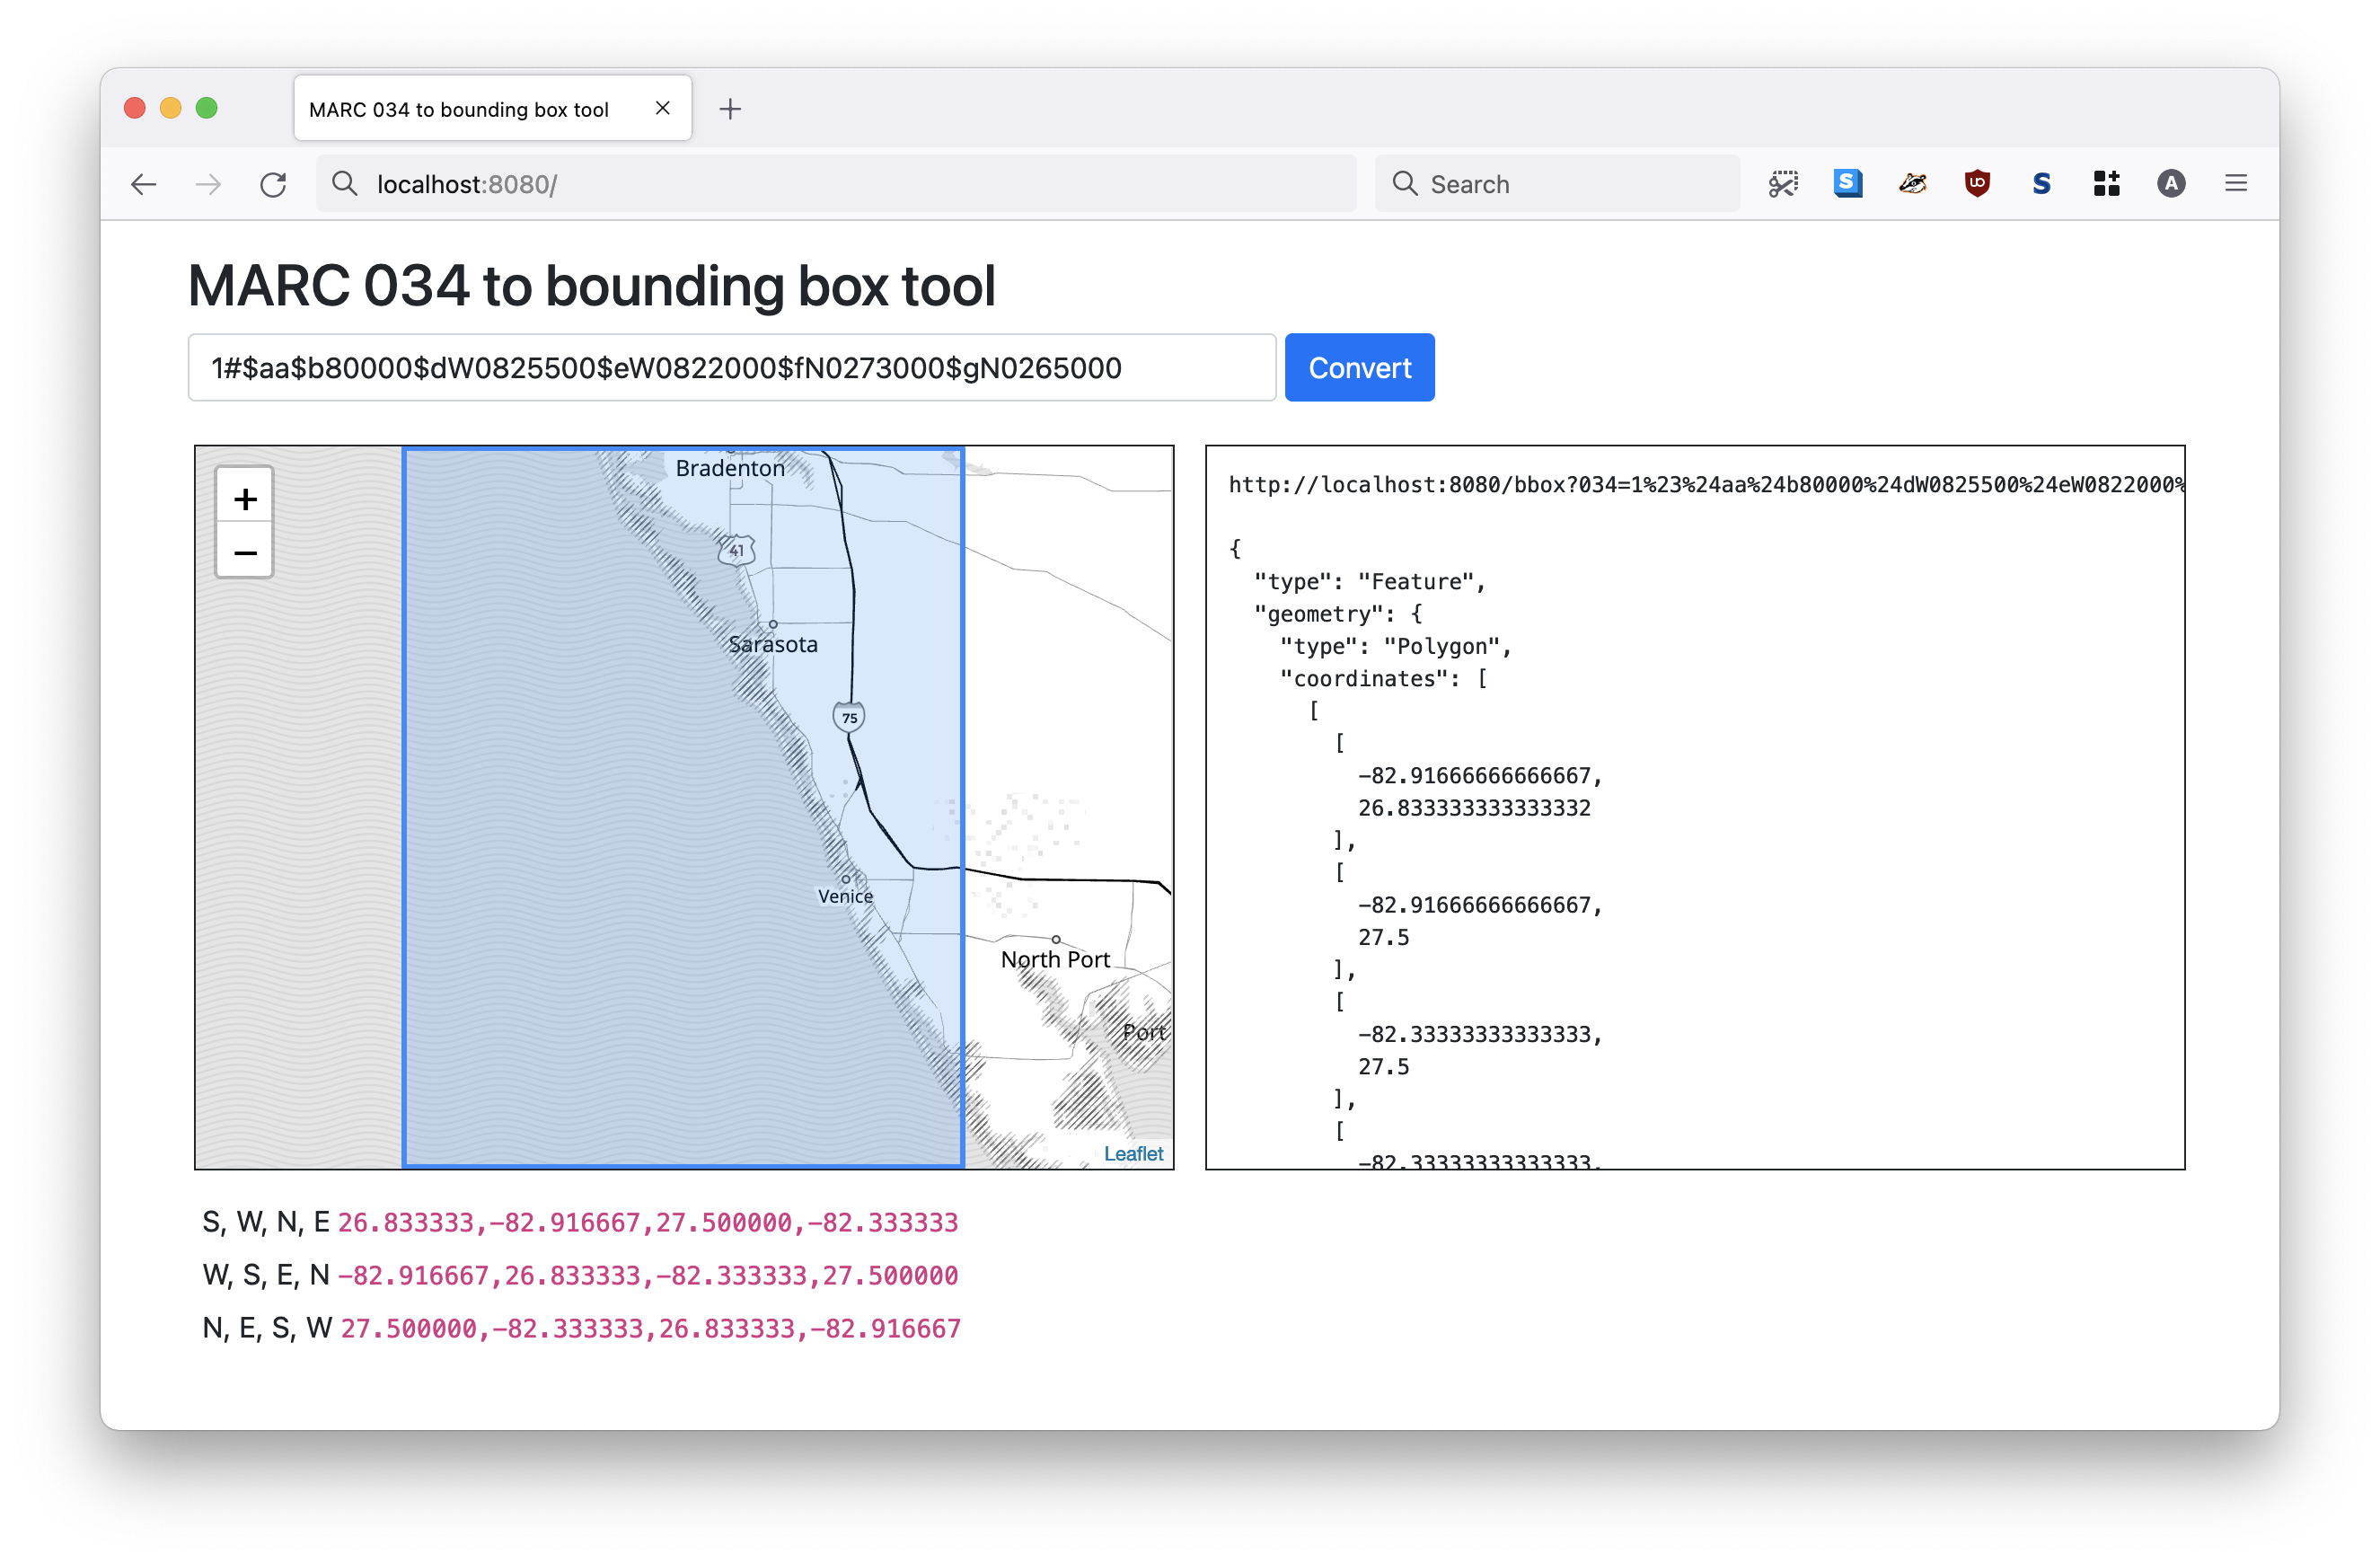 MARC 034 to bounding box tool
localhost:8080/
Search
S
S
A
MARC 034 to bounding box tool
1#$aa$b80000$dW0825500$eW0822000$fN0273000$gN0265000
Convert
+
−
Bradenton
41
Sarasota
75
Venice
North Port
Port
Leaflet
http://localhost:8080/bbox?034=1%23%24aa%24b80000%24dW0825500%24eW0822000%
{
"type": "Feature",
"geometry": {
"type": "Polygon",
"coordinates": [
[
[
-82.91666666666667,
26.833333333333332
],
[
-82.91666666666667,
27.5
],
[
-82.33333333333333,
27.5
],
[
-82.33333333333333,
S, W, N, E 26.833333,-82.916667,27.500000,-82.333333
W, S, E, N -82.916667,26.833333,-82.333333,27.500000
N, E, S, W 27.500000,-82.333333,26.833333,-82.916667